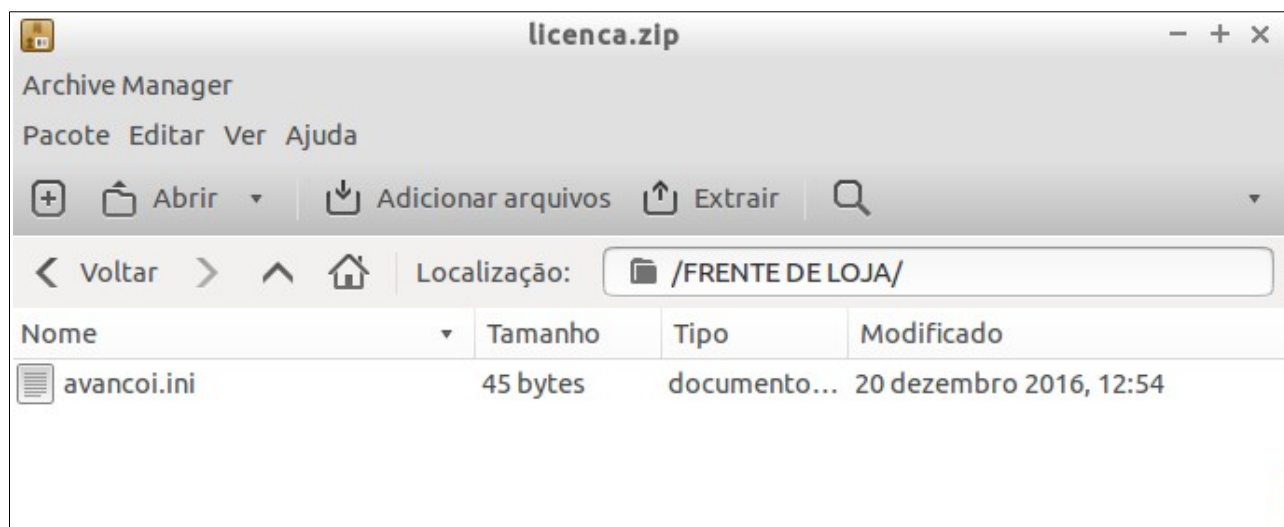 licenca.zip
Archive Manager
Pacote Editar Ver Ajuda
Abrir Adicionar arquivos Extrair
Voltar Localização: /FRENTE DE LOJA/
Nome Tamanho Tipo Modificado
avancoi.ini 45 bytes documento... 20 dezembro 2016, 12:54